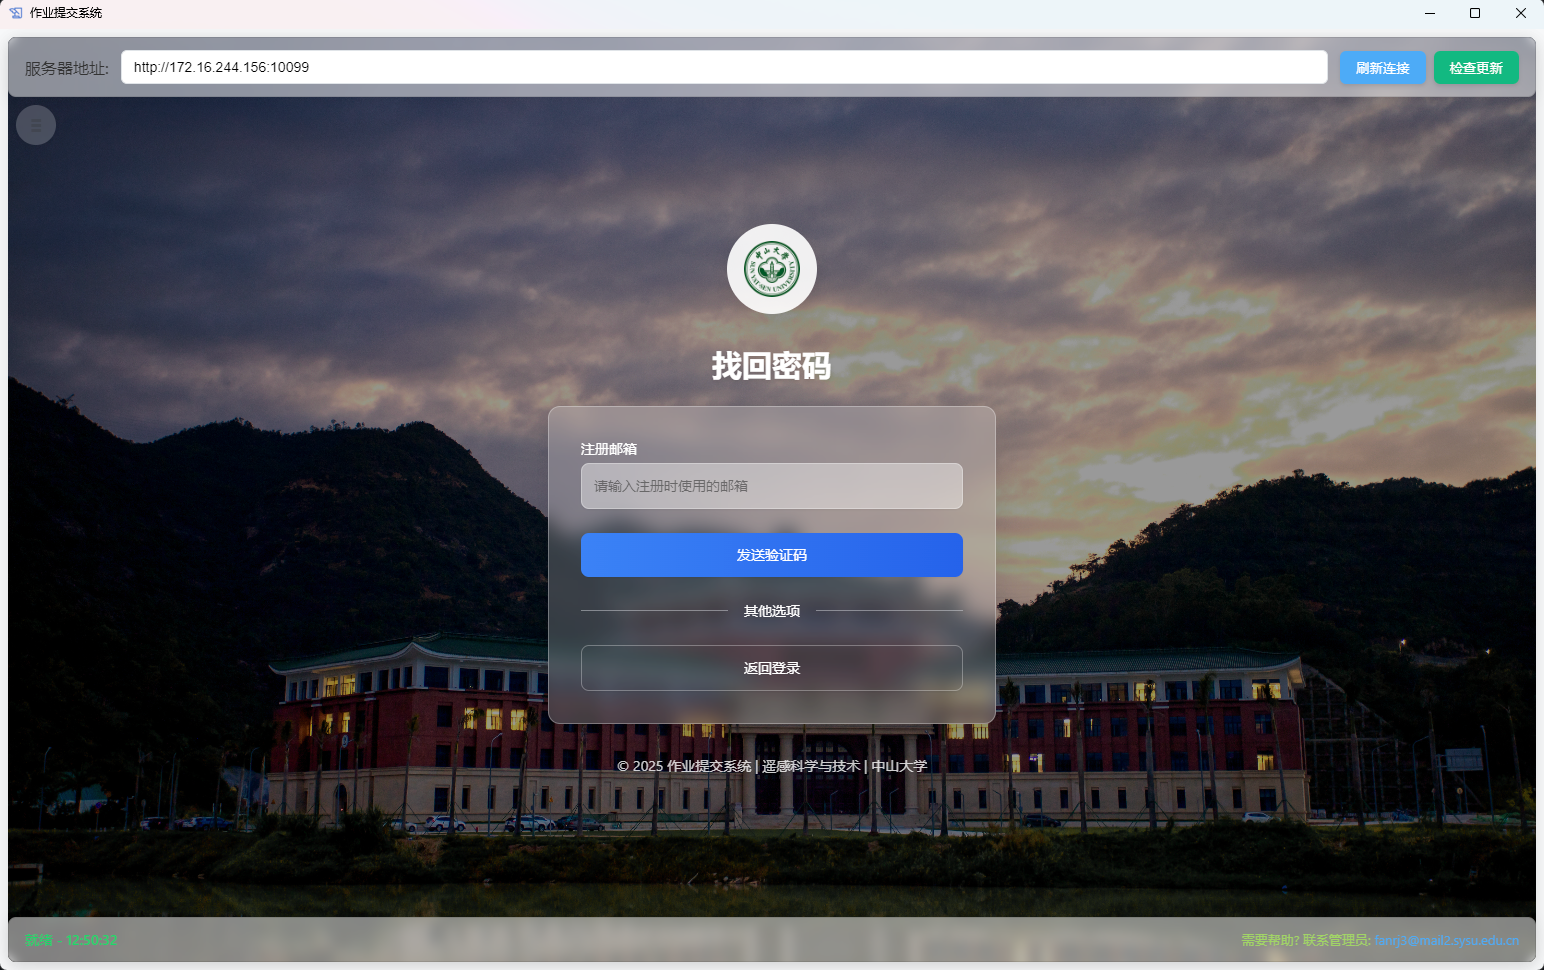 作业提交系统
服务器地址: http://172.16.244.156:10099 刷新连接 检查更新
中山大学
SUN YAT-SEN UNIVERSITY
找回密码
注册邮箱
请输入注册时使用的邮箱
发送验证码
其他选项
返回登录
© 2025 作业提交系统 | 遥感科学与技术 | 中山大学
就绪 - 12:50:32
需要帮助? 联系管理员: fanrj3@mail2.sysu.edu.cn